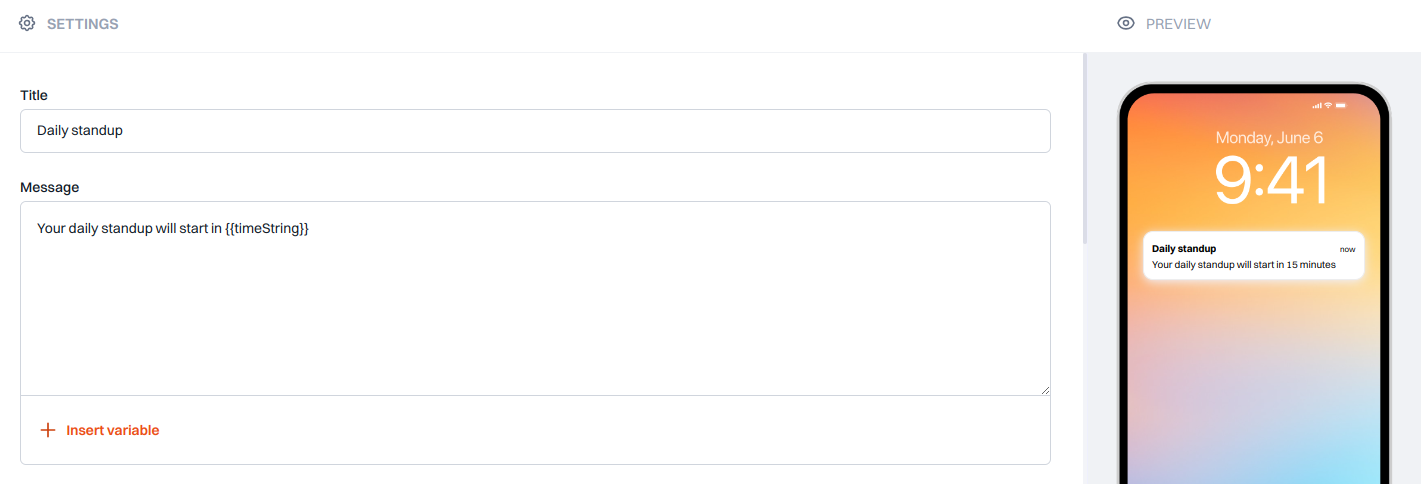 SETTINGS
PREVIEW
Title
Daily standup
Message
Your daily standup will start in {{timeString}}
Insert variable
Monday, June 6
9:41
Daily standup now
Your daily standup will start in 15 minutes